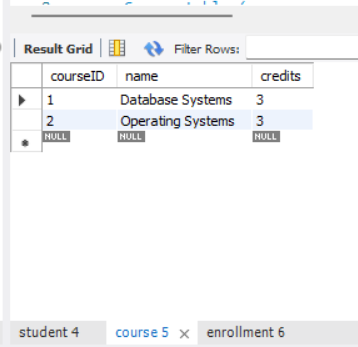 Result Grid Filter Rows:
courseID name credits
1 Database Systems 3
2 Operating Systems 3
NULL NULL NULL
student 4 course 5 enrollment 6